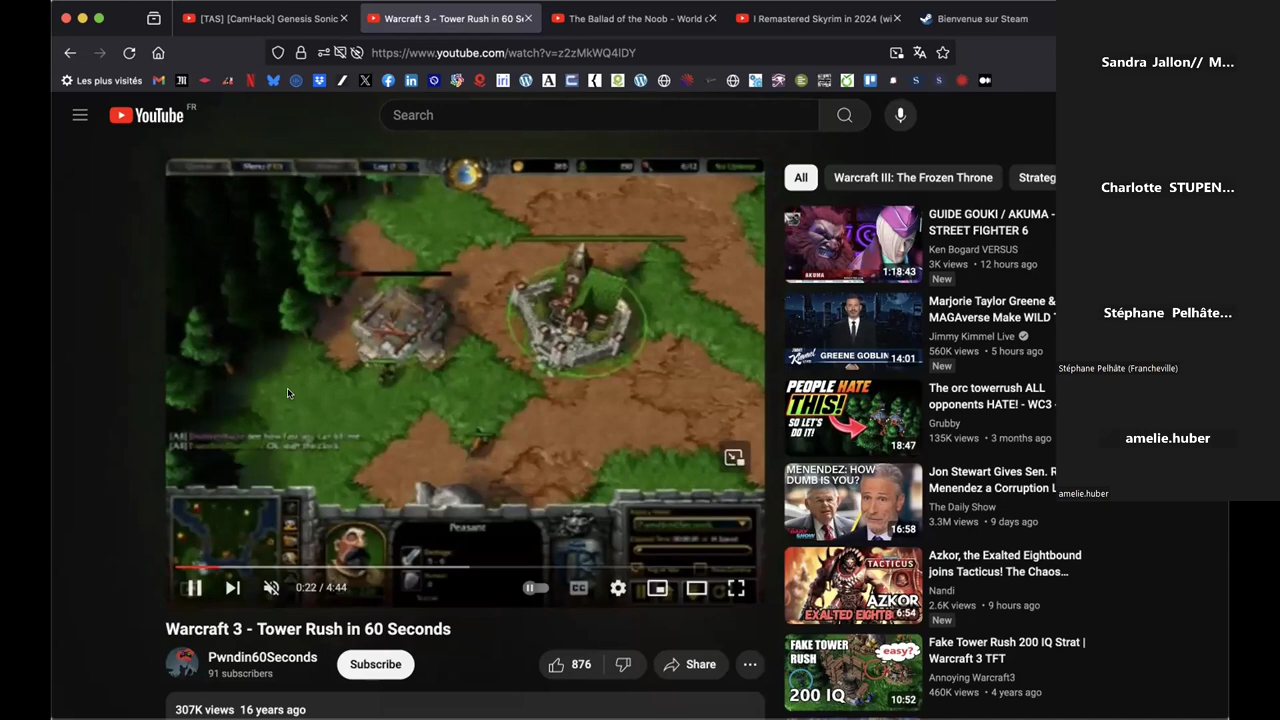 [TAS] [CamHack] Genesis Sonic
Warcraft 3 - Tower Rush in 60 Se
The Ballad of the Noob - World c
I Remastered Skyrim in 2024 (wi
Bienvenue sur Steam
https://www.youtube.com/watch?v=z2zMkWQ4IDY
Les plus visités
YouTube FR
Search
Menu (F10)
Log (F12)
Peasant
0:22 / 4:44
CC
Warcraft 3 - Tower Rush in 60 Seconds
Pwndin60Seconds
91 subscribers
Subscribe
876
Share
307K views 16 years ago
All
Warcraft III: The Frozen Throne
Strateg
GUIDE GOUKI / AKUMA -
STREET FIGHTER 6
Ken Bogard VERSUS
3K views • 12 hours ago
New
AKUMA
1:18:43
Marjorie Taylor Greene &
MAGAverse Make WILD T
Jimmy Kimmel Live
560K views • 5 hours ago
New
GREENE GOBLIN
14:01
The orc towerrush ALL
opponents HATE! - WC3
Grubby
135K views • 3 months ago
PEOPLE HATE
THIS!
SO LET'S
DO IT!
18:47
Jon Stewart Gives Sen. R
Menendez a Corruption L
The Daily Show
3.3M views • 9 days ago
MENENDEZ: HOW
DUMB IS YOU?
16:58
Azkor, the Exalted Eightbound
joins Tacticus! The Chaos...
Nandi
2.6K views • 9 hours ago
New
TACTICUS
AZKOR
EXALTED EIGHTB
6:54
Fake Tower Rush 200 IQ Strat |
Warcraft 3 TFT
Annoying Warcraft3
460K views • 4 years ago
FAKE TOWER
RUSH
easy?
200 IQ
10:52
Sandra Jallon// M...
Charlotte STUPEN...
Stéphane Pelhâte...
Stéphane Pelhâte (Francheville)
amelie.huber
amelie.huber